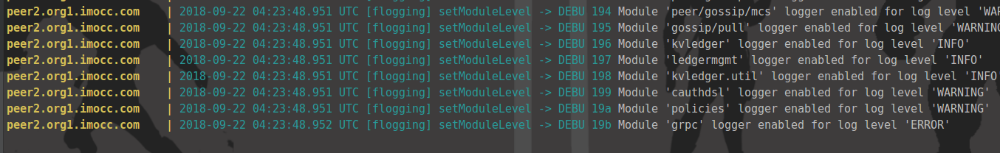 peer2.org1.imocc.com | 2018-09-22 04:23:48.951 UTC [flogging] setModuleLevel -> DEBU 194 Module 'peer/gossip/mcs' logger enabled for log level 'WAR
peer2.org1.imocc.com | 2018-09-22 04:23:48.951 UTC [flogging] setModuleLevel -> DEBU 195 Module 'gossip/pull' logger enabled for log level 'WARNING
peer2.org1.imocc.com | 2018-09-22 04:23:48.951 UTC [flogging] setModuleLevel -> DEBU 196 Module 'kvledger' logger enabled for log level 'INFO'
peer2.org1.imocc.com | 2018-09-22 04:23:48.951 UTC [flogging] setModuleLevel -> DEBU 197 Module 'ledgermgmt' logger enabled for log level 'INFO'
peer2.org1.imocc.com | 2018-09-22 04:23:48.951 UTC [flogging] setModuleLevel -> DEBU 198 Module 'kvledger.util' logger enabled for log level 'INFO
peer2.org1.imocc.com | 2018-09-22 04:23:48.951 UTC [flogging] setModuleLevel -> DEBU 199 Module 'cauthdsl' logger enabled for log level 'WARNING'
peer2.org1.imocc.com | 2018-09-22 04:23:48.951 UTC [flogging] setModuleLevel -> DEBU 19a Module 'policies' logger enabled for log level 'WARNING'
peer2.org1.imocc.com | 2018-09-22 04:23:48.952 UTC [flogging] setModuleLevel -> DEBU 19b Module 'grpc' logger enabled for log level 'ERROR'